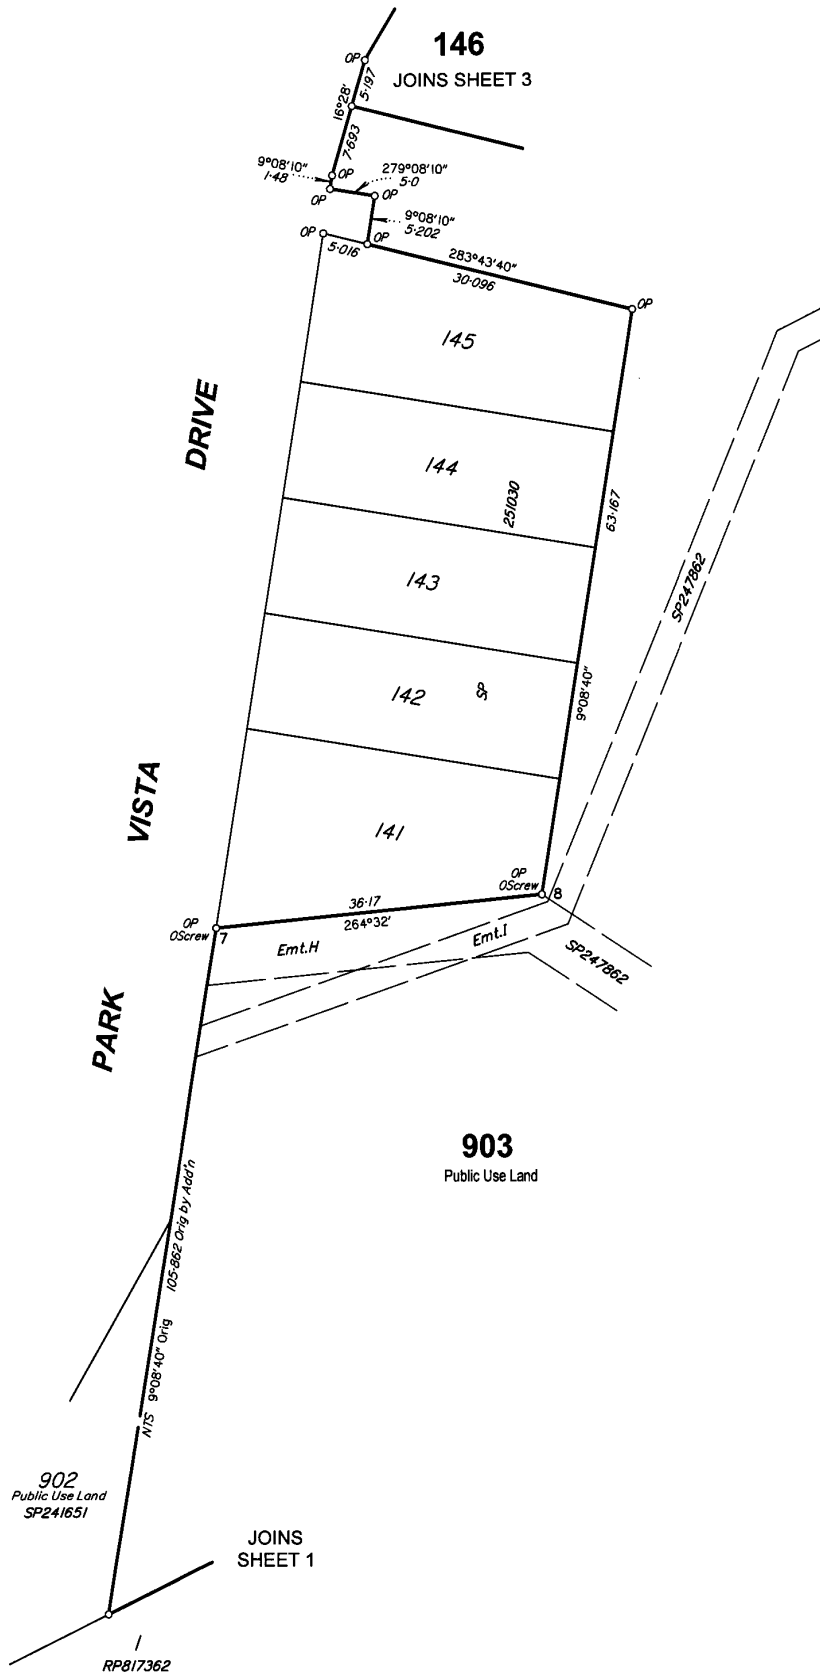 146
JOINS SHEET 3
OP
5·197
16°28'
7·693
9°08'10"
1·48
OP
OP
279°08'10"
5·0
OP
9°08'10"
5·202
OP
5·016
OP
283°43'40"
30·096
OP
145
144
251030
63·167
143
SP247862
142
SP
9°08'40"
141
DRIVE
VISTA
PARK
OP
OScrew
8
36·17
264°32'
OP
OScrew
7
Emt.H
Emt.I
SP247862
903
Public Use Land
105·862 Orig by Add'n
9°08'40" Orig
NTS
902
Public Use Land
SP241651
JOINS
SHEET 1
1
RP817362